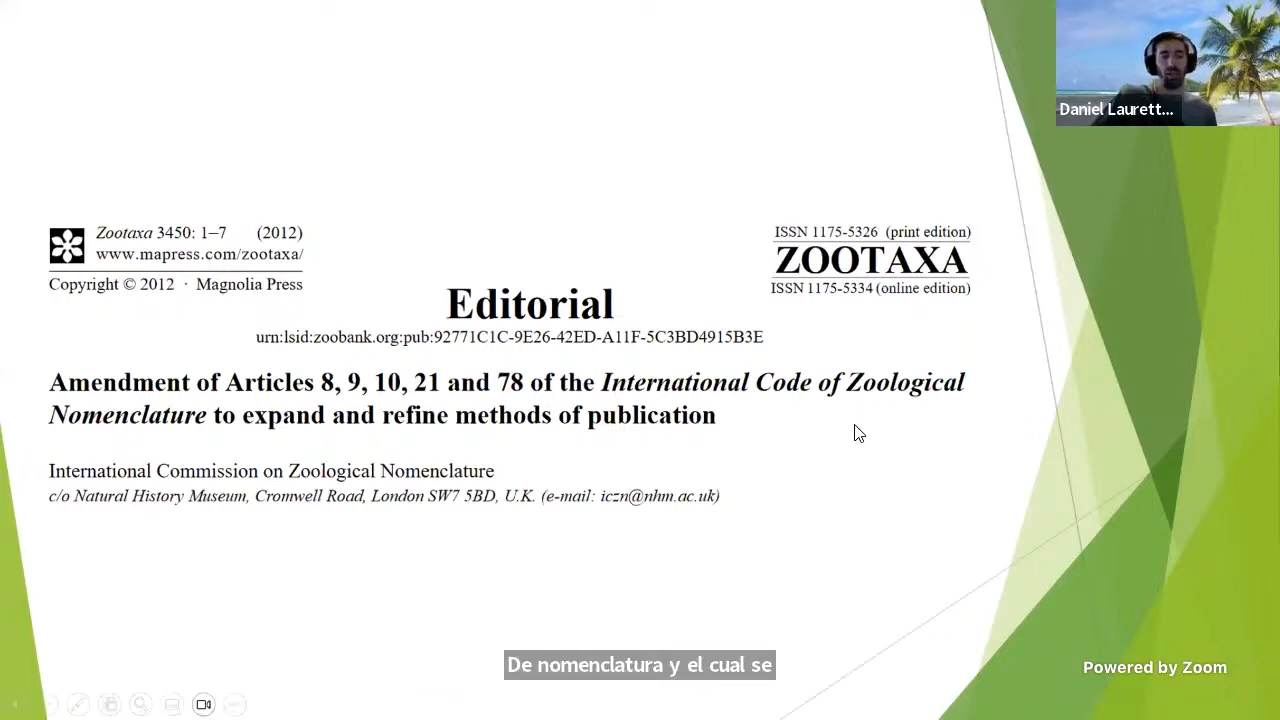 Daniel Laurett...
Zootaxa 3450: 1–7 (2012)
www.mapress.com/zootaxa/
Copyright © 2012 · Magnolia Press
ISSN 1175-5326 (print edition)
ZOOTAXA
ISSN 1175-5334 (online edition)
Editorial
urn:lsid:zoobank.org:pub:92771C1C-9E26-42ED-A11F-5C3BD4915B3E
Amendment of Articles 8, 9, 10, 21 and 78 of the International Code of Zoological
Nomenclature to expand and refine methods of publication
International Commission on Zoological Nomenclature
c/o Natural History Museum, Cromwell Road, London SW7 5BD, U.K. (e-mail: iczn@nhm.ac.uk)
De nomenclatura y el cual se
Powered by Zoom